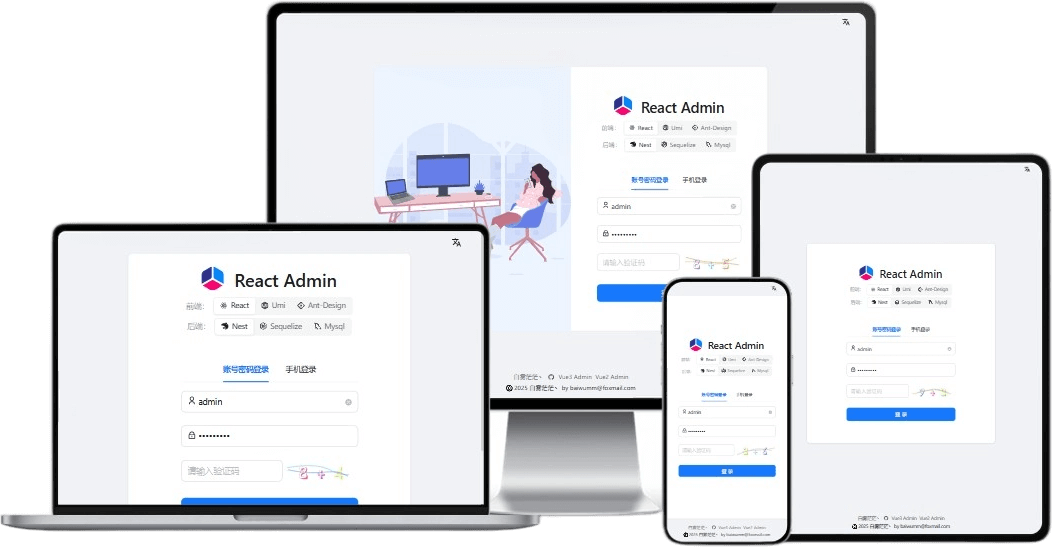 React Admin
前端: React Umi Ant-Design
后端: Nest Sequelize Mysql
账号密码登录 手机登录
admin
•••••••••
请输入验证码
白雾茫茫丶 Vue3 Admin Vue2 Admin
2025 白雾茫茫丶 by baiwumm@foxmail.com
React Admin
前端: React Umi Ant-Design
后端: Nest Sequelize Mysql
账号密码登录 手机登录
admin
•••••••••
请输入验证码
8 + 4
React Admin
前端: React Umi Ant-Design
后端: Nest Sequelize Mysql
账号密码登录 手机登录
admin
•••••••••
请输入验证码
登 录
白雾茫茫丶 Vue3 Admin Vue2 Admin
2025 白雾茫茫丶 by baiwumm@foxmail.com
React Admin
前端: React Umi Ant-Design
后端: Nest Sequelize Mysql
账号密码登录 手机登录
admin
•••••••••
请输入验证码
登 录
白雾茫茫丶 Vue3 Admin Vue2 Admin
2025 白雾茫茫丶 by baiwumm@foxmail.com